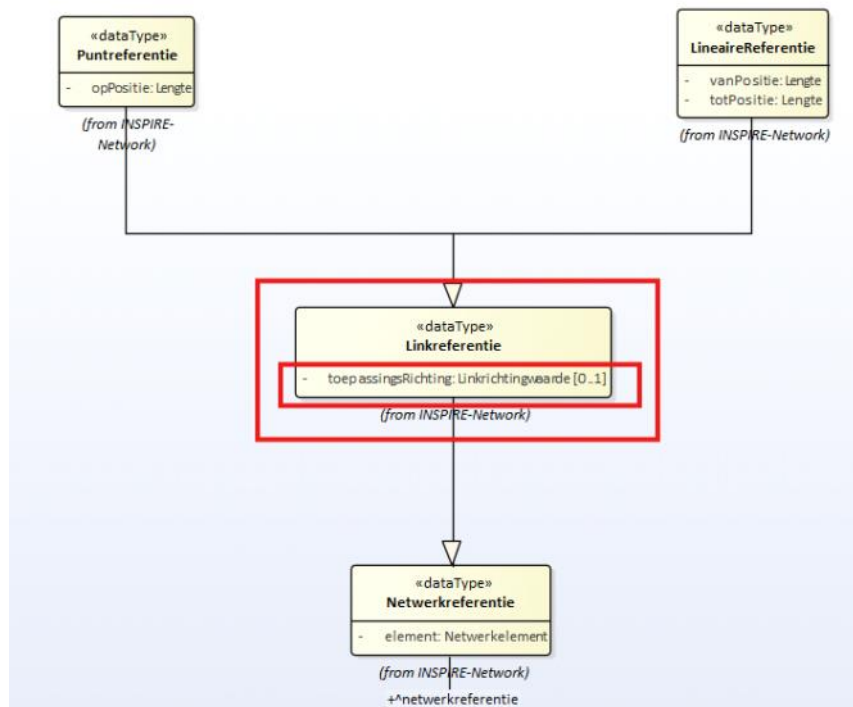 «dataType»
Puntreferentie
- opPositie: Lengte
(from INSPIRE-
Network)
«dataType»
LineaireReferentie
- vanPositie: Lengte
- totPositie: Lengte
(from INSPIRE-Network)
«dataType»
Linkreferentie
- toepassingsRichting: Linkrichtingwaarde [0..1]
(from INSPIRE-Network)
«dataType»
Netwerkreferentie
- element: Netwerkelement
(from INSPIRE-Network)
+^netwerkreferentie